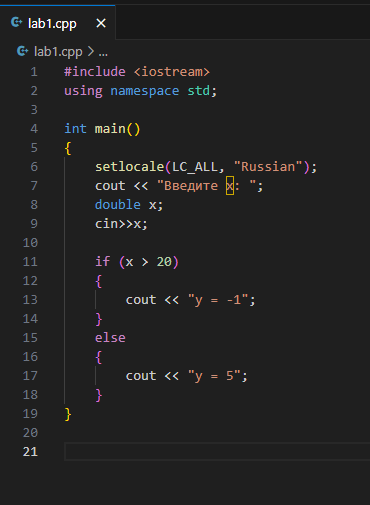 lab1.cpp
lab1.cpp > ...
1 #include <iostream>
2 using namespace std;
3
4 int main()
5 {
6 setlocale(LC_ALL, "Russian");
7 cout << "Введите х: ";
8 double x;
9 cin>>x;
10
11 if (x > 20)
12 {
13 cout << "y = -1";
14 }
15 else
16 {
17 cout << "y = 5";
18 }
19 }
20
21